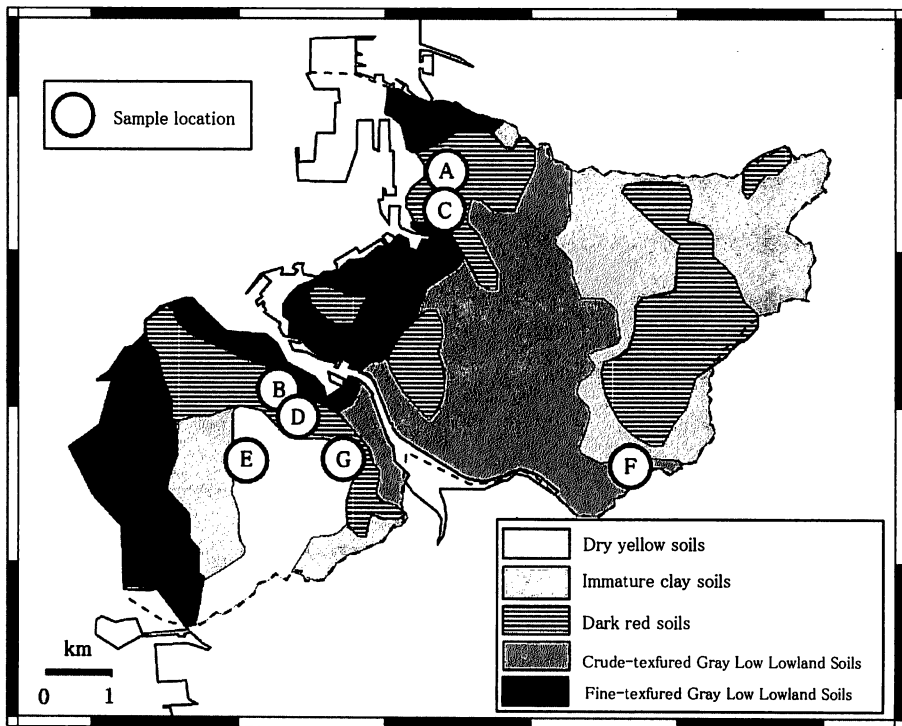 Sample location
A
C
B
D
E
G
F
Dry yellow soils
Immature clay soils
Dark red soils
Crude-texfured Gray Low Lowland Soils
Fine-texfured Gray Low Lowland Soils
km
0 1